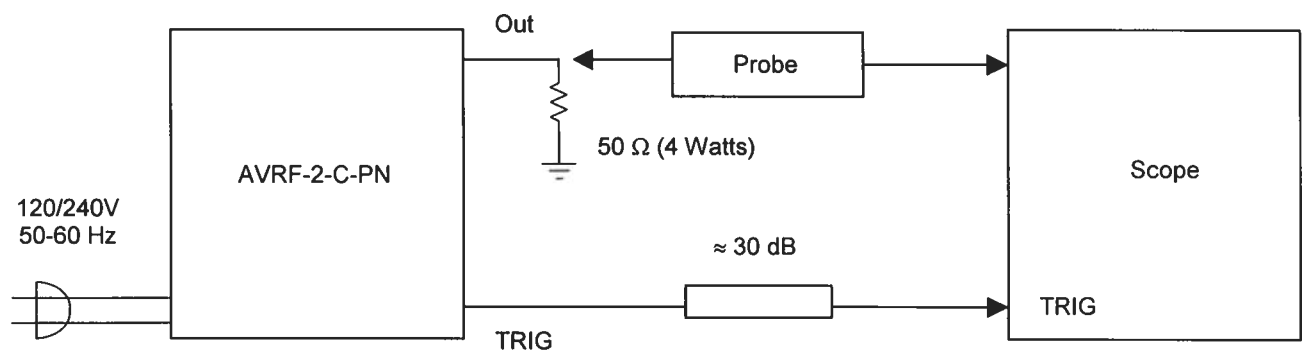 Out
Probe
50 Ω (4 Watts)
AVRF-2-C-PN
Scope
120/240V
50-60 Hz
≈ 30 dB
TRIG
TRIG